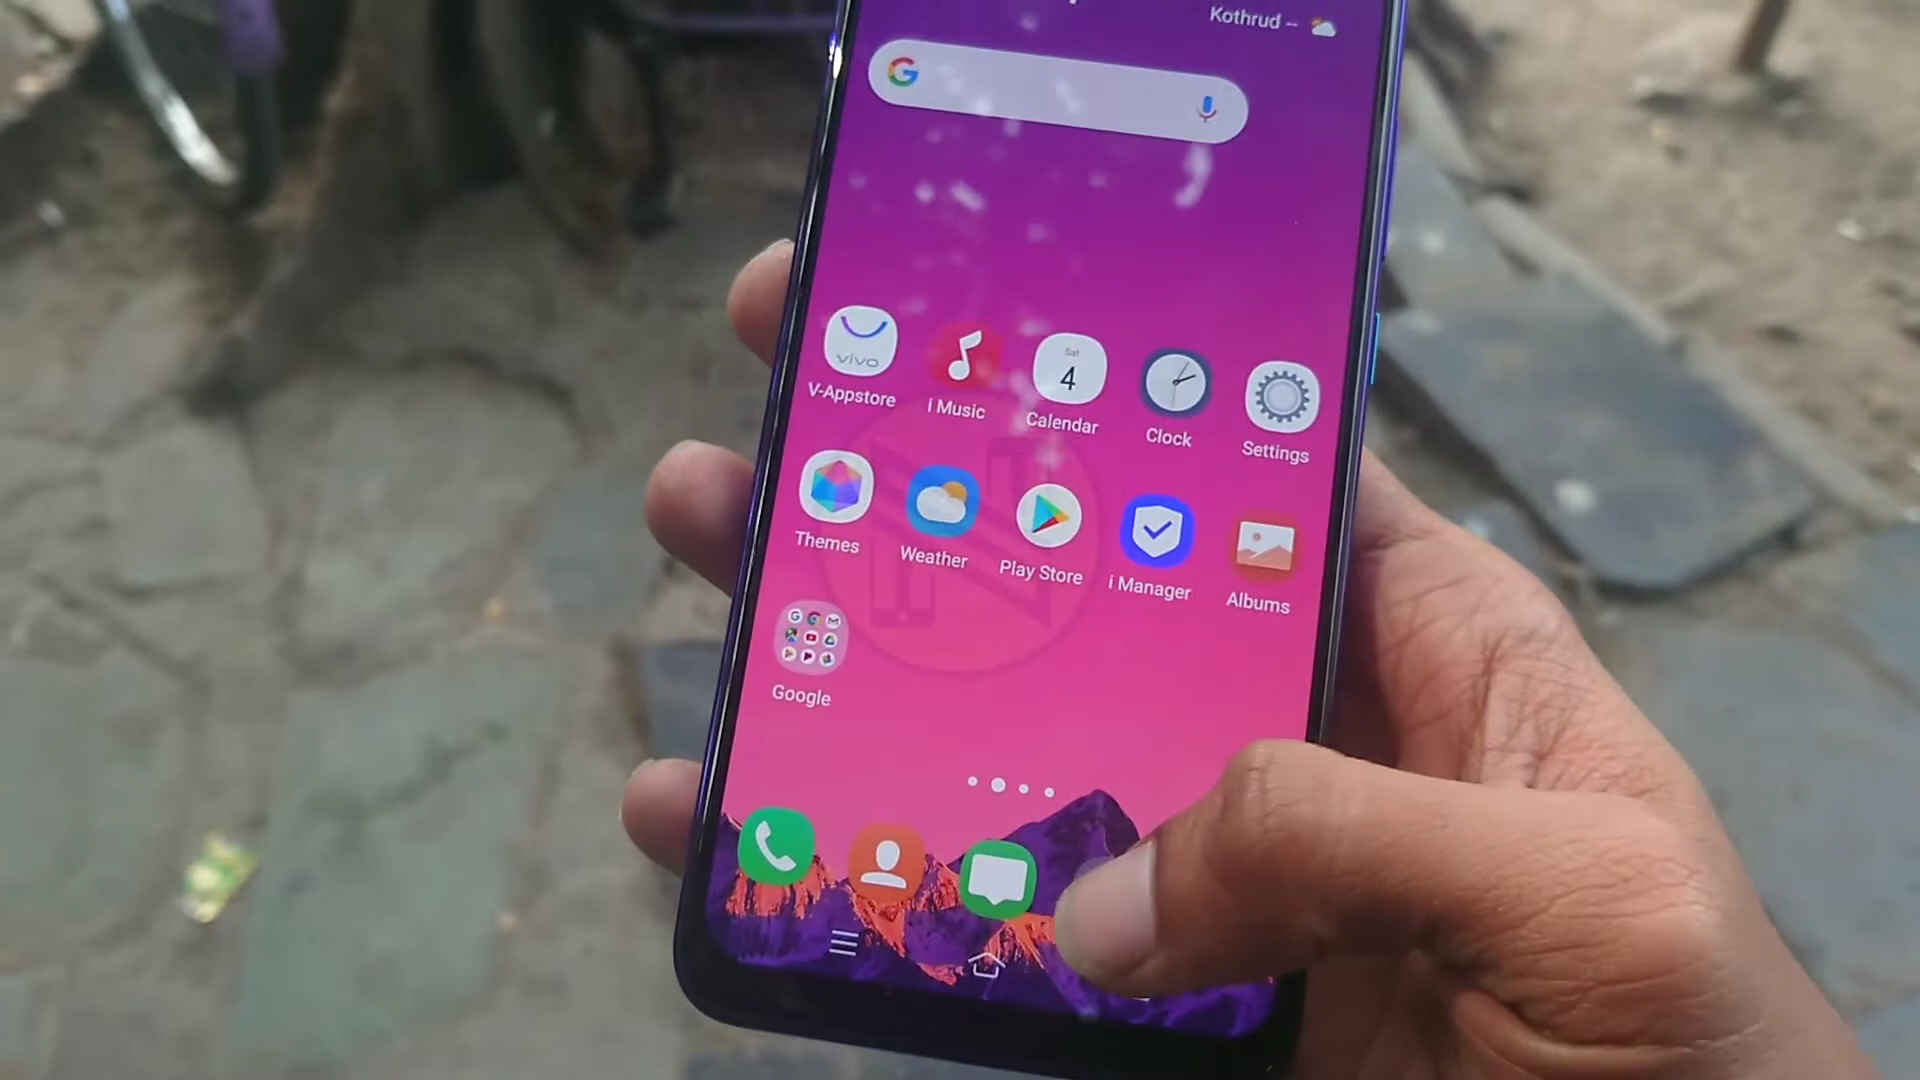 Kothrud --
G
vivo
V-Appstore
i Music
Sat
4
Calendar
Clock
Settings
Themes
Weather
Play Store
i Manager
Albums
Google